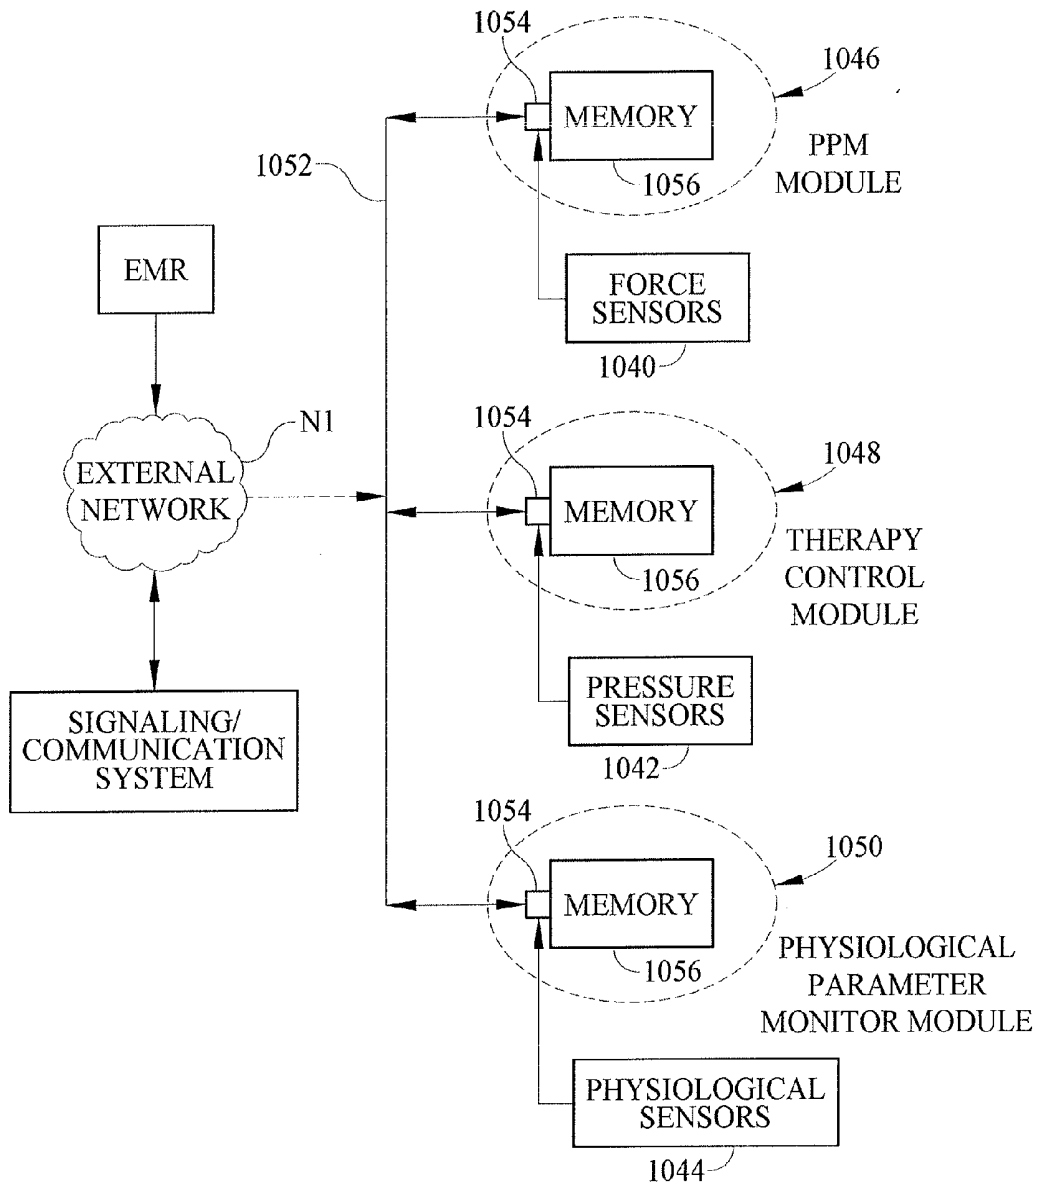 1054
MEMORY
1056
1046
PPM
MODULE
1052
FORCE
SENSORS
1040
EMR
N1
EXTERNAL
NETWORK
SIGNALING/
COMMUNICATION
SYSTEM
1054
MEMORY
1056
1048
THERAPY
CONTROL
MODULE
PRESSURE
SENSORS
1042
1054
MEMORY
1056
1050
PHYSIOLOGICAL
PARAMETER
MONITOR MODULE
PHYSIOLOGICAL
SENSORS
1044